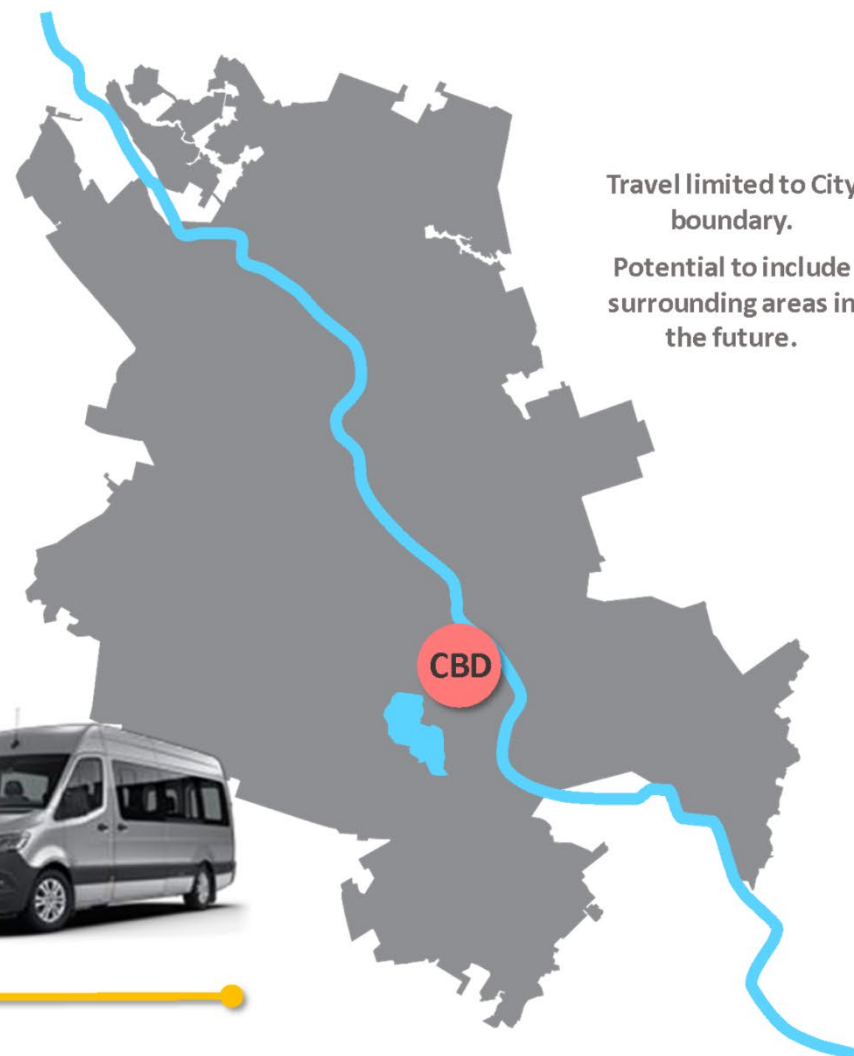 Travel limited to City
boundary.
Potential to include
surrounding areas in
the future.
CBD